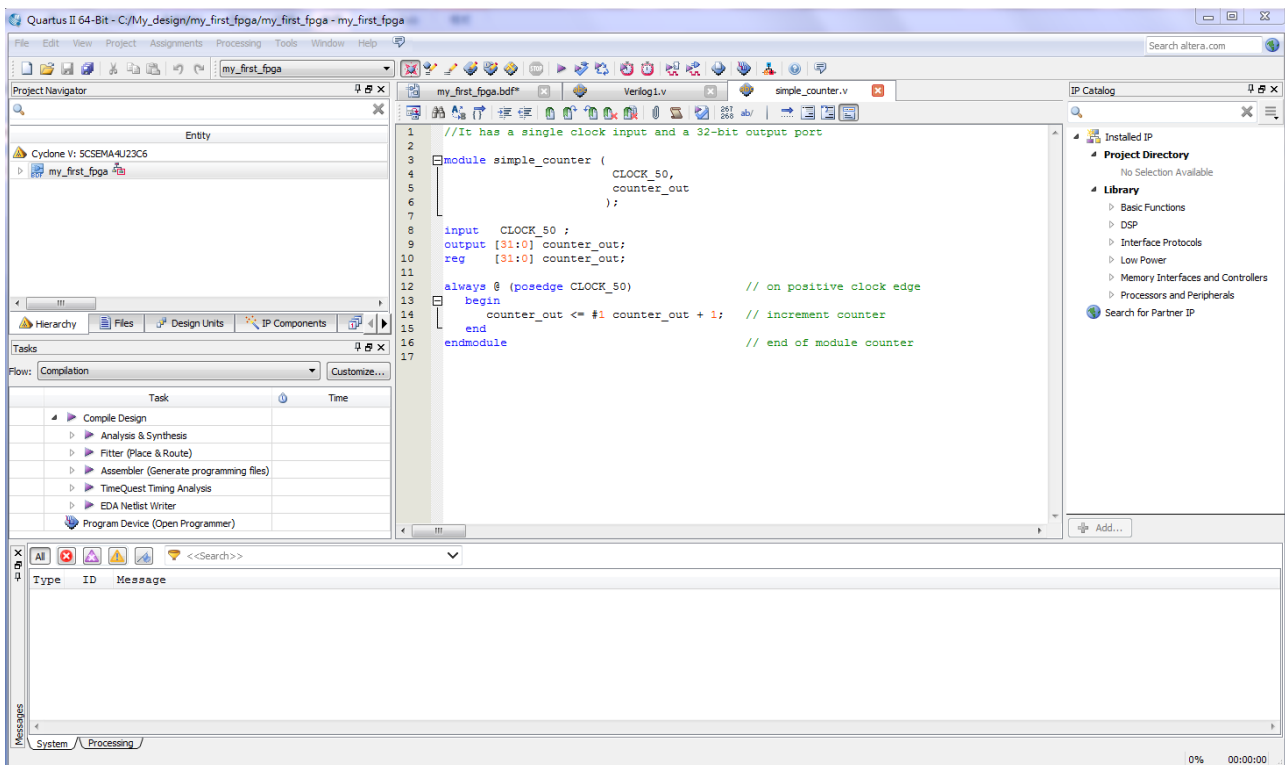 Quartus II 64-Bit - C:/My_design/my_first_fpga/my_first_fpga - my_first_fpga
File Edit View Project Assignments Processing Tools Window Help
Search altera.com
my_first_fpga
Project Navigator
Entity
Cyclone V: 5CSEMA4U23C6
my_first_fpga
Hierarchy Files Design Units IP Components
Tasks
Flow: Compilation Customize...
Task Time
Compile Design
Analysis & Synthesis
Fitter (Place & Route)
Assembler (Generate programming files)
TimeQuest Timing Analysis
EDA Netlist Writer
Program Device (Open Programmer)
my_first_fpga.bdf* Verilog1.v simple_counter.v
267
268 ab/
1 //It has a single clock input and a 32-bit output port
2
3 module simple_counter (
4 CLOCK_50,
5 counter_out
6 );
7
8 input CLOCK_50 ;
9 output [31:0] counter_out;
10 reg [31:0] counter_out;
11
12 always @ (posedge CLOCK_50) // on positive clock edge
13 begin
14 counter_out <= #1 counter_out + 1; // increment counter
15 end
16 endmodule // end of module counter
17
IP Catalog
Installed IP
Project Directory
No Selection Available
Library
Basic Functions
DSP
Interface Protocols
Low Power
Memory Interfaces and Controllers
Processors and Peripherals
Search for Partner IP
Add...
All <<Search>>
Type ID Message
Messages
System Processing
0% 00:00:00